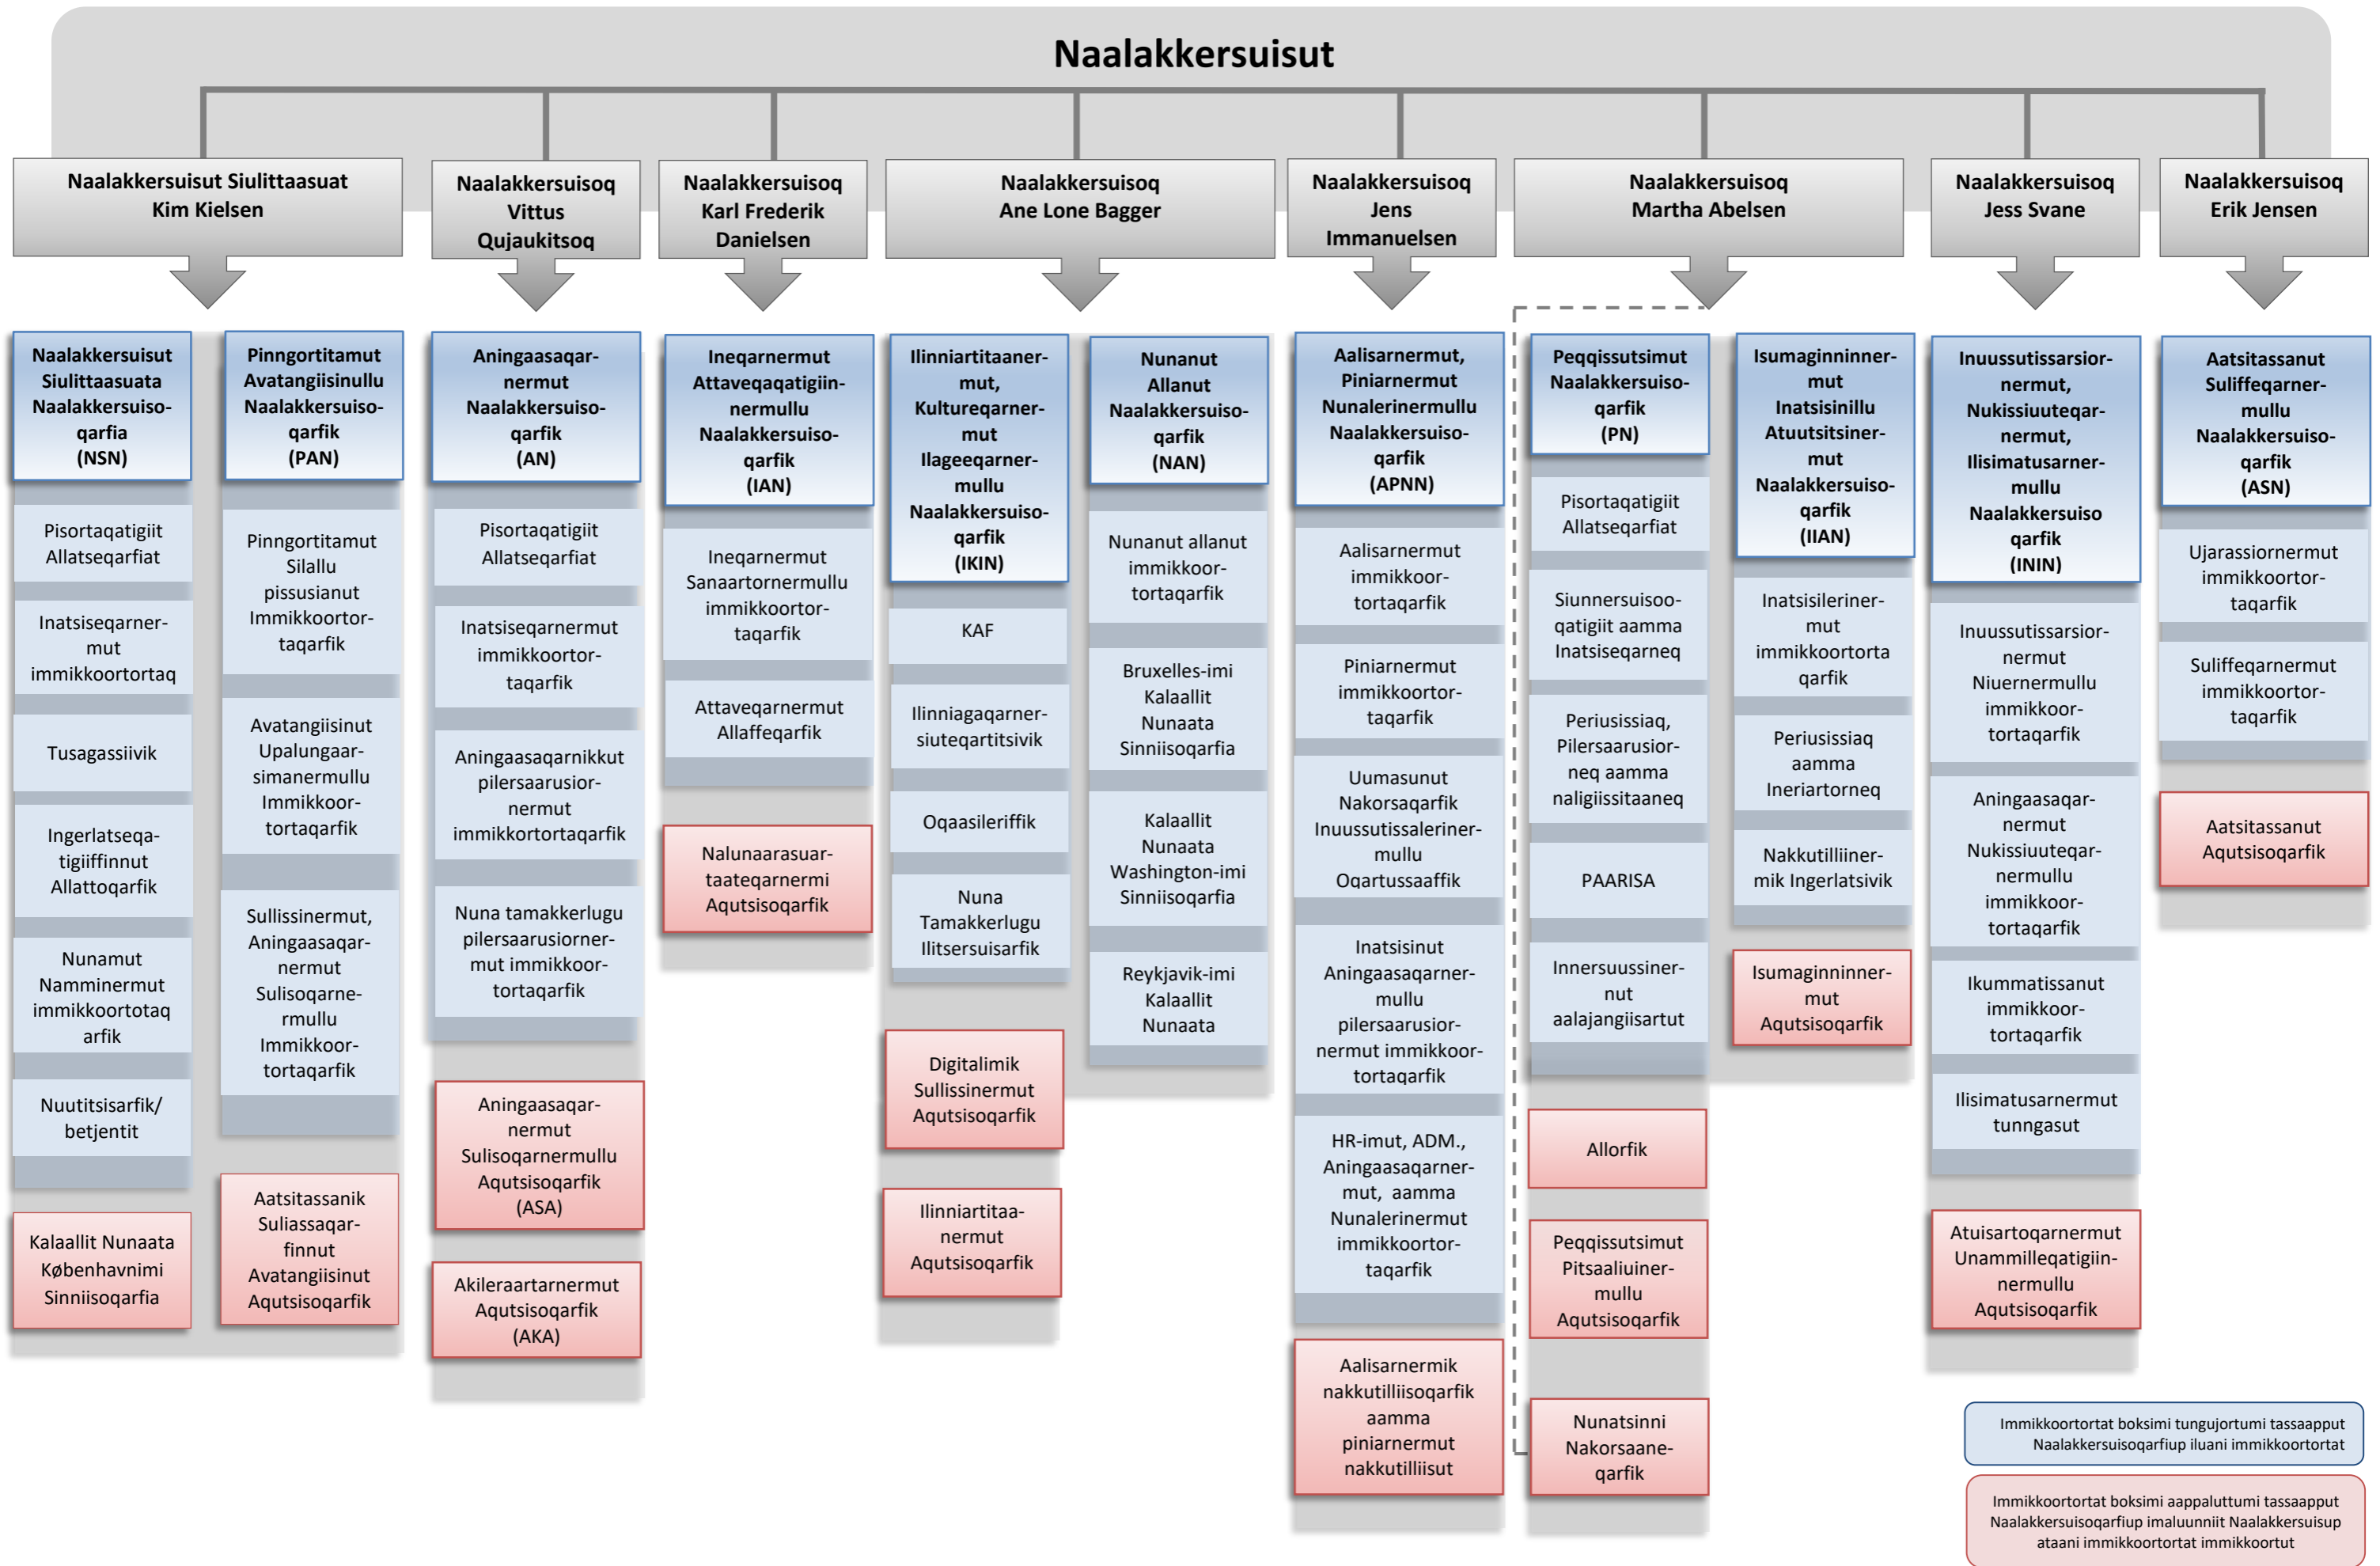 Naalakkersuisut
Naalakkersuisut Siulittaasuat
Kim Kielsen
Naalakkersuisoq
Vittus
Qujaukitsoq
Naalakkersuisoq
Karl Frederik
Danielsen
Naalakkersuisoq
Ane Lone Bagger
Naalakkersuisoq
Jens
Immanuelsen
Naalakkersuisoq
Martha Abelsen
Naalakkersuisoq
Jess Svane
Naalakkersuisoq
Erik Jensen
Naalakkersuisut
Siulittaasuata
Naalakkersuiso-
qarfia
(NSN)
Pisortaqatigiit
Allatseqarfiat
Inatsiseqarner-
mut
immikkoortortaq
Tusagassiivik
Ingerlatseqa-
tigiiffinnut
Allattoqarfik
Nunamut
Namminermut
immikkoortotaq
arfik
Nuutitsisarfik/
betjentit
Kalaallit Nunaata
Københavnimi
Sinniisoqarfia
Pinngortitamut
Avatangiisinullu
Naalakkersuiso-
qarfik
(PAN)
Pinngortitamut
Silallu
pissusianut
Immikkoortor-
taqarfik
Avatangiisinut
Upalungaar-
simanermullu
Immikkoor-
tortaqarfik
Sullissinermut,
Aningaasaqar-
nermut
Sulisoqarne-
rmullu
Immikkoor-
tortaqarfik
Aatsitassanik
Suliassaqar-
finnut
Avatangiisinut
Aqutsisoqarfik
Aningaasaqar-
nermut
Naalakkersuiso-
qarfik
(AN)
Pisortaqatigiit
Allatseqarfiat
Inatsiseqarnermut
immikkoortor-
taqarfik
Aningaasaqarnikkut
pilersaarusior-
nermut
immikkortortaqarfik
Nuna tamakkerlugu
pilersaarusiorner-
mut immikkoor-
tortaqarfik
Aningaasaqar-
nermut
Sulisoqarnermullu
Aqutsisoqarfik
(ASA)
Akileraartarnermut
Aqutsisoqarfik
(AKA)
Ineqarnermut
Attaveqaqatigiin-
nermullu
Naalakkersuiso-
qarfik
(IAN)
Ineqarnermut
Sanaartornermullu
immikkoortor-
taqarfik
Attaveqarnermut
Allaffeqarfik
Nalunaarasuar-
taateqarnermi
Aqutsisoqarfik
Ilinniartitaaner-
mut,
Kultureqarner-
mut
Ilageeqarner-
mullu
Naalakkersuiso-
qarfik
(IKIN)
KAF
Ilinniagaqarner-
siuteqartitsivik
Oqaasileriffik
Nuna
Tamakkerlugu
Ilitsersuisarfik
Digitalimik
Sullissinermut
Aqutsisoqarfik
Ilinniartitaa-
nermut
Aqutsisoqarfik
Nunanut
Allanut
Naalakkersuiso-
qarfik
(NAN)
Nunanut allanut
immikkoor-
tortaqarfik
Bruxelles-imi
Kalaallit
Nunaata
Sinniisoqarfia
Kalaallit
Nunaata
Washington-imi
Sinniisoqarfia
Reykjavik-imi
Kalaallit
Nunaata
Aalisarnermut,
Piniarnermut
Nunalerinermullu
Naalakkersuiso-
qarfik
(APNN)
Aalisarnermut
immikkoor-
tortaqarfik
Piniarnermut
immikkoortor-
taqarfik
Uumasunut
Nakorsaqarfik
Inuussutissaleriner-
mullu
Oqartussaaffik
Inatsisinut
Aningaasaqarner-
mullu
pilersaarusior-
nermut immikkoor-
tortaqarfik
HR-imut, ADM.,
Aningaasaqarner-
mut, aamma
Nunalerinermut
immikkoortor-
taqarfik
Aalisarnermik
nakkutilliisoqarfik
aamma
piniarnermut
nakkutilliisut
Peqqissutsimut
Naalakkersuiso-
qarfik
(PN)
Pisortaqatigiit
Allatseqarfiat
Siunnersuisoo-
qatigiit aamma
Inatsiseqarneq
Periusissiaq,
Pilersaarusior-
neq aamma
naligiissitaaneq
PAARISA
Innersuussiner-
nut
aalajangiisartut
Allorfik
Peqqissutsimut
Pitsaaliuiner-
mullu
Aqutsisoqarfik
Nunatsinni
Nakorsaane-
qarfik
Isumaginninner-
mut
Inatsisinillu
Atuutsitsiner-
mut
Naalakkersuiso-
qarfik
(IIAN)
Inatsisileriner-
mut
immikkoortorta
qarfik
Periusissiaq
aamma
Ineriartorneq
Nakkutilliiner-
mik Ingerlatsivik
Isumaginninner-
mut
Aqutsisoqarfik
Inuussutissarsior-
nermut,
Nukissiuuteqar-
nermut,
Ilisimatusarner-
mullu
Naalakkersuiso
qarfik
(ININ)
Inuussutissarsior-
nermut
Niuernermullu
immikkoor-
tortaqarfik
Aningaasaqar-
nermut
Nukissiuuteqar-
nermullu
immikkoor-
tortaqarfik
Ikummatissanut
immikkoor-
tortaqarfik
Ilisimatusarnermut
tunngasut
Atuisartoqarnermut
Unammilleqatigiin-
nermullu
Aqutsisoqarfik
Aatsitassanut
Suliffeqarner-
mullu
Naalakkersuiso-
qarfik
(ASN)
Ujarassiornermut
immikkoortor-
taqarfik
Suliffeqarnermut
immikkoortor-
taqarfik
Aatsitassanut
Aqutsisoqarfik
Immikkoortortat boksimi tungujortumi tassaapput
Naalakkersuisoqarfiup iluani immikkoortortat
Immikkoortortat boksimi aappaluttumi tassaapput
Naalakkersuisoqarfiup imaluunniit Naalakkersuisup
ataani immikkoortortat immikkoortut